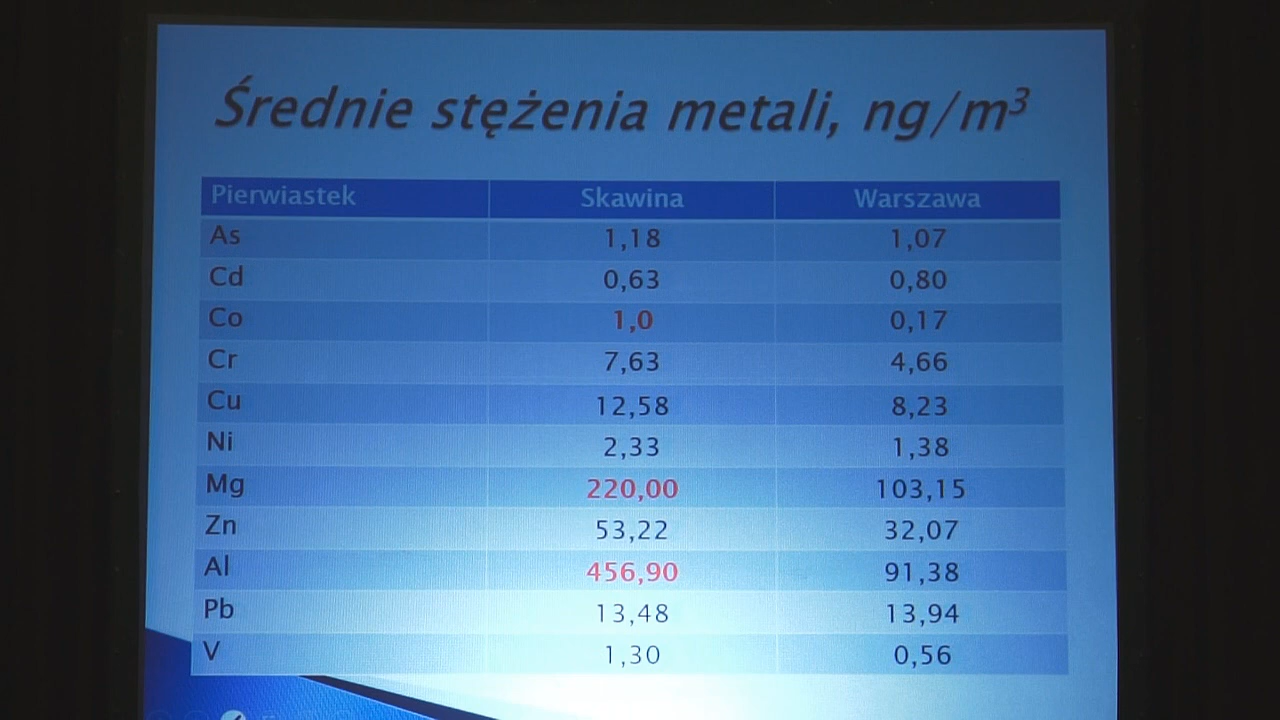 Średnie stężenia metali, ng/m³
Pierwiastek Skawina Warszawa
As 1,18 1,07
Cd 0,63 0,80
Co 1,0 0,17
Cr 7,63 4,66
Cu 12,58 8,23
Ni 2,33 1,38
Mg 220,00 103,15
Zn 53,22 32,07
Al 456,90 91,38
Pb 13,48 13,94
V 1,30 0,56